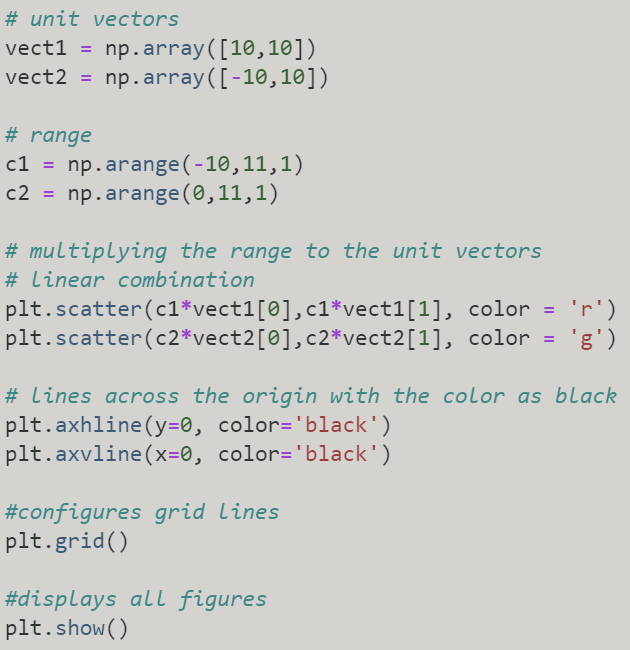 # unit vectors
vect1 = np.array([10,10])
vect2 = np.array([-10,10])
# range
c1 = np.arange(-10,11,1)
c2 = np.arange(0,11,1)
# multiplying the range to the unit vectors
# linear combination
plt.scatter(c1*vect1[0],c1*vect1[1], color = 'r')
plt.scatter(c2*vect2[0],c2*vect2[1], color = 'g')
# lines across the origin with the color as black
plt.axhline(y=0, color='black')
plt.axvline(x=0, color='black')
#configures grid lines
plt.grid()
#displays all figures
plt.show()